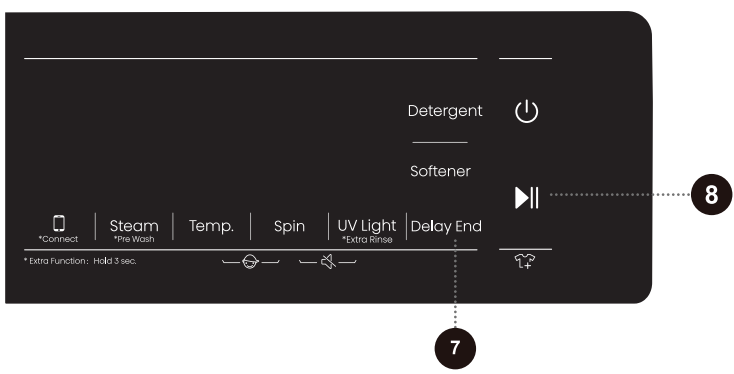 Detergent
Softener
8
Steam Temp. Spin UV Light Delay End
*Connect *Pre Wash *Extra Rinse
* Extra Function: Hold 3 sec.
7